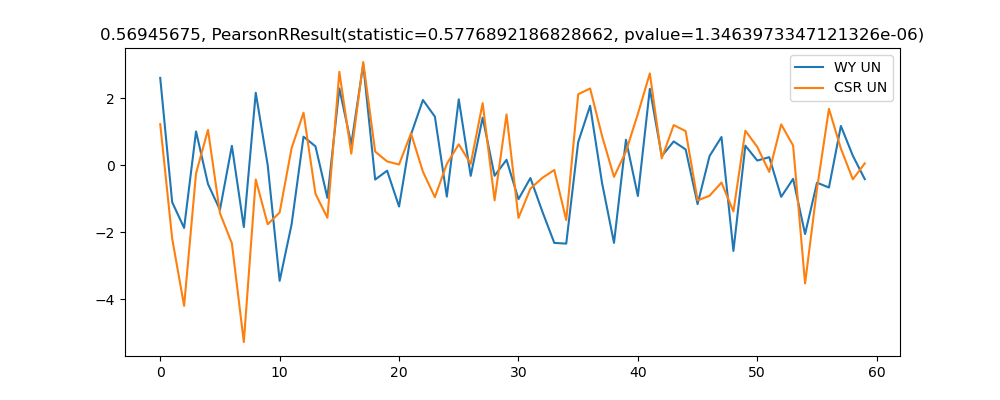 0.56945675, PearsonRResult(statistic=0.5776892186828662, pvalue=1.3463973347121326e-06)
WY UN
CSR UN
2
0
−2
−4
0 10 20 30 40 50 60